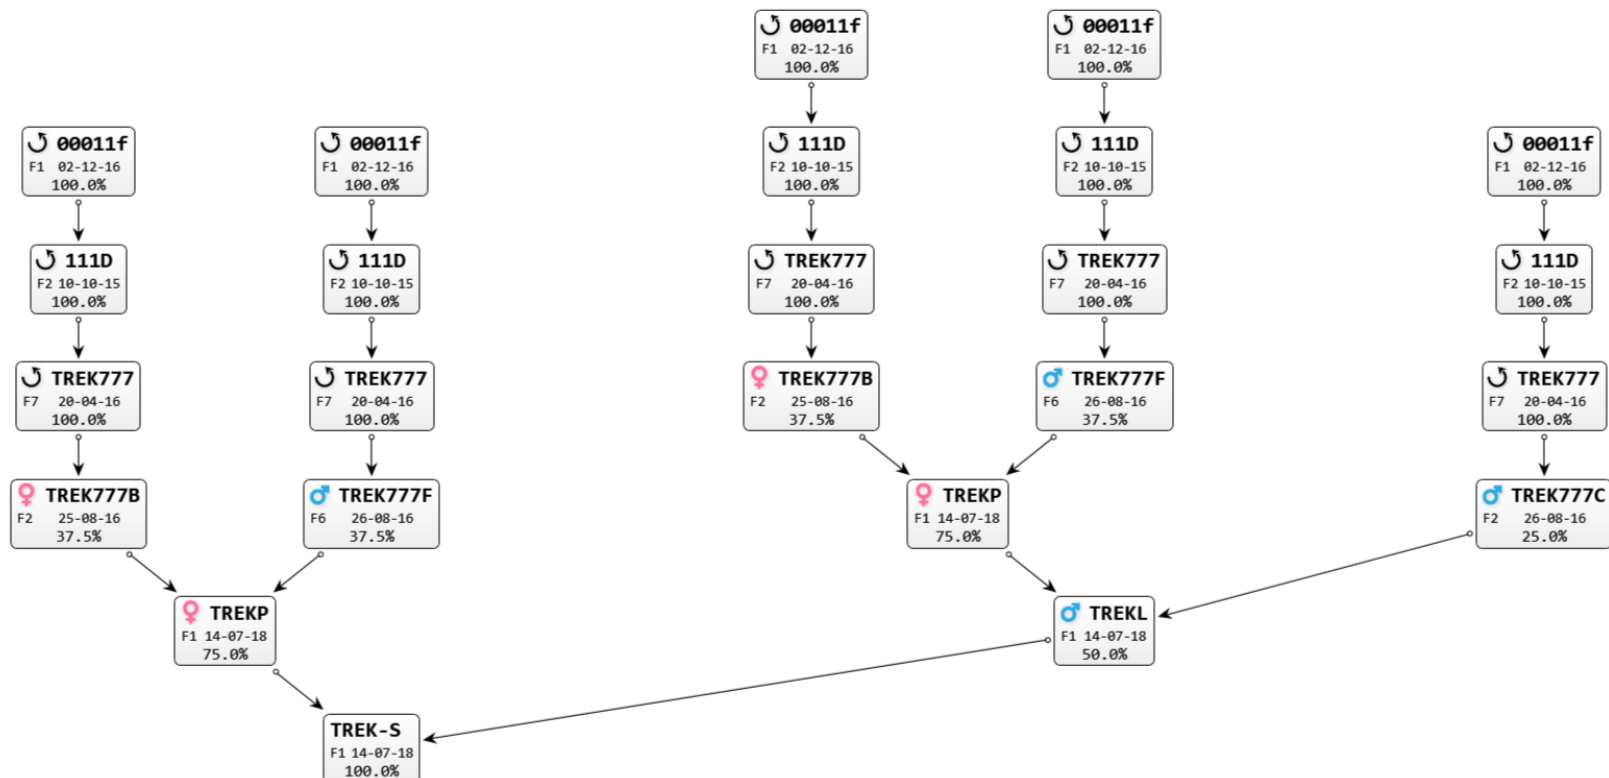 00011f
F1 02-12-16
100.0%
00011f
F1 02-12-16
100.0%
00011f
F1 02-12-16
100.0%
00011f
F1 02-12-16
100.0%
00011f
F1 02-12-16
100.0%
111D
F2 10-10-15
100.0%
111D
F2 10-10-15
100.0%
111D
F2 10-10-15
100.0%
111D
F2 10-10-15
100.0%
111D
F2 10-10-15
100.0%
TREK777
F7 20-04-16
100.0%
TREK777
F7 20-04-16
100.0%
TREK777
F7 20-04-16
100.0%
TREK777
F7 20-04-16
100.0%
TREK777B
F2 25-08-16
37.5%
TREK777F
F6 26-08-16
37.5%
TREK777
F7 20-04-16
100.0%
TREK777B
F2 25-08-16
37.5%
TREK777F
F6 26-08-16
37.5%
TREKP
F1 14-07-18
75.0%
TREK777C
F2 26-08-16
25.0%
TREKP
F1 14-07-18
75.0%
TREKL
F1 14-07-18
50.0%
TREK-S
F1 14-07-18
100.0%